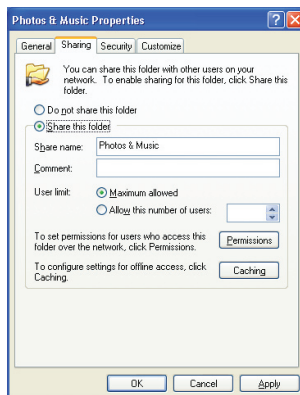 Photos & Music Properties
General Sharing Security Customize
You can share this folder with other users on your
network. To enable sharing for this folder, click Share this
folder.
Do not share this folder
Share this folder
Share name: Photos & Music
Comment:
User limit: Maximum allowed
Allow this number of users:
To set permissions for users who access this
folder over the network, click Permissions.
Permissions
To configure settings for offline access, click
Caching.
Caching
OK Cancel Apply